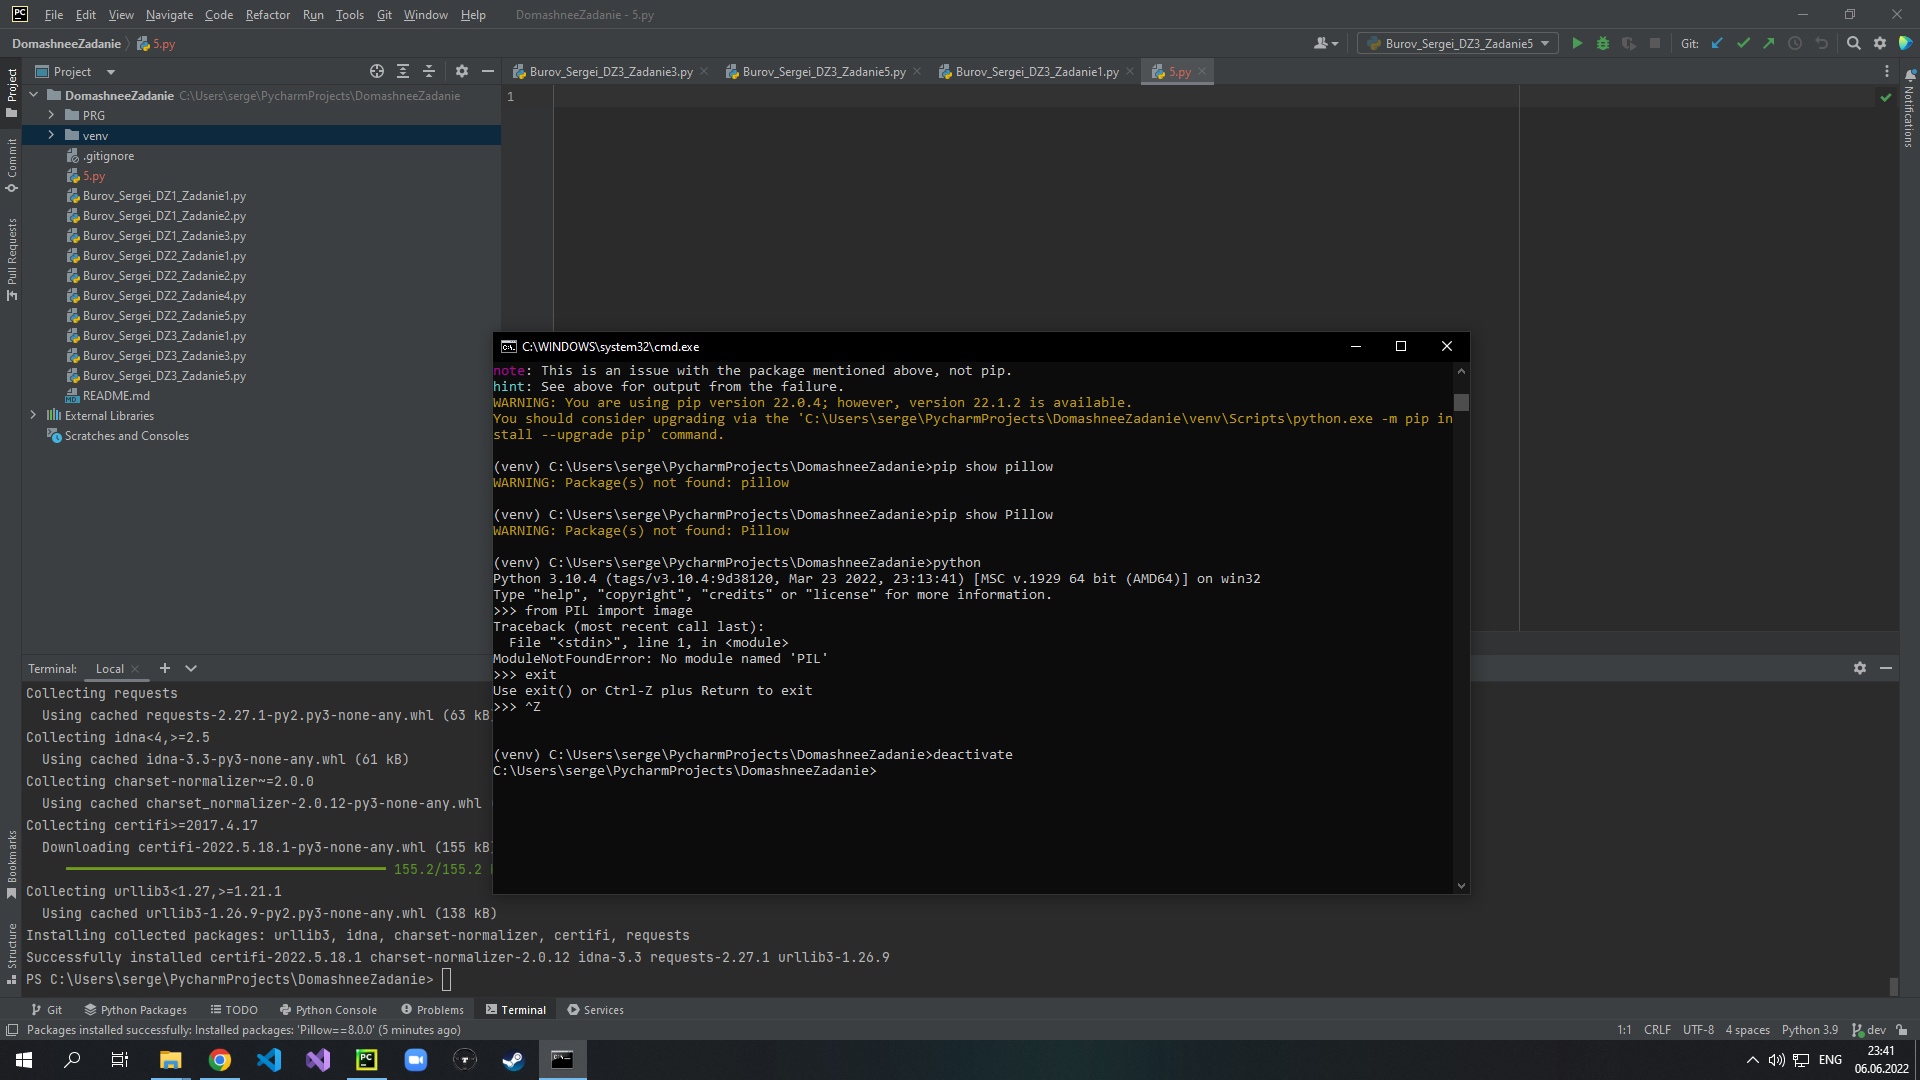 File Edit View Navigate Code Refactor Run Tools Git Window Help DomashneeZadanie - 5.py
DomashneeZadanie 5.py
Burov_Sergei_DZ3_Zadanie5
Git:
Project
Burov_Sergei_DZ3_Zadanie3.py Burov_Sergei_DZ3_Zadanie5.py Burov_Sergei_DZ3_Zadanie1.py 5.py
DomashneeZadanie C:\Users\serge\PycharmProjects\DomashneeZadanie
PRG
venv
.gitignore
5.py
Burov_Sergei_DZ1_Zadanie1.py
Burov_Sergei_DZ1_Zadanie2.py
Burov_Sergei_DZ1_Zadanie3.py
Burov_Sergei_DZ2_Zadanie1.py
Burov_Sergei_DZ2_Zadanie2.py
Burov_Sergei_DZ2_Zadanie4.py
Burov_Sergei_DZ2_Zadanie5.py
Burov_Sergei_DZ3_Zadanie1.py
Burov_Sergei_DZ3_Zadanie3.py
Burov_Sergei_DZ3_Zadanie5.py
README.md
External Libraries
Scratches and Consoles
Project
Commit
Pull Requests
Bookmarks
Structure
1
Notifications
C:\WINDOWS\system32\cmd.exe
note: This is an issue with the package mentioned above, not pip.
hint: See above for output from the failure.
WARNING: You are using pip version 22.0.4; however, version 22.1.2 is available.
You should consider upgrading via the 'C:\Users\serge\PycharmProjects\DomashneeZadanie\venv\Scripts\python.exe -m pip in
stall --upgrade pip' command.
(venv) C:\Users\serge\PycharmProjects\DomashneeZadanie>pip show pillow
WARNING: Package(s) not found: pillow
(venv) C:\Users\serge\PycharmProjects\DomashneeZadanie>pip show Pillow
WARNING: Package(s) not found: Pillow
(venv) C:\Users\serge\PycharmProjects\DomashneeZadanie>python
Python 3.10.4 (tags/v3.10.4:9d38120, Mar 23 2022, 23:13:41) [MSC v.1929 64 bit (AMD64)] on win32
Type "help", "copyright", "credits" or "license" for more information.
>>> from PIL import image
Traceback (most recent call last):
File "<stdin>", line 1, in <module>
ModuleNotFoundError: No module named 'PIL'
>>> exit
Use exit() or Ctrl-Z plus Return to exit
>>> ^Z
(venv) C:\Users\serge\PycharmProjects\DomashneeZadanie>deactivate
C:\Users\serge\PycharmProjects\DomashneeZadanie>
Terminal: Local
Collecting requests
Using cached requests-2.27.1-py2.py3-none-any.whl (63 kB)
Collecting idna<4,>=2.5
Using cached idna-3.3-py3-none-any.whl (61 kB)
Collecting charset-normalizer~=2.0.0
Using cached charset_normalizer-2.0.12-py3-none-any.whl
Collecting certifi>=2017.4.17
Downloading certifi-2022.5.18.1-py3-none-any.whl (155 kB)
155.2/155.2
Collecting urllib3<1.27,>=1.21.1
Using cached urllib3-1.26.9-py2.py3-none-any.whl (138 kB)
Installing collected packages: urllib3, idna, charset-normalizer, certifi, requests
Successfully installed certifi-2022.5.18.1 charset-normalizer-2.0.12 idna-3.3 requests-2.27.1 urllib3-1.26.9
PS C:\Users\serge\PycharmProjects\DomashneeZadanie>
Git Python Packages TODO Python Console Problems Terminal Services
Packages installed successfully: Installed packages: 'Pillow==8.0.0' (5 minutes ago)
1:1 CRLF UTF-8 4 spaces Python 3.9 dev
ENG
23:41
06.06.2022